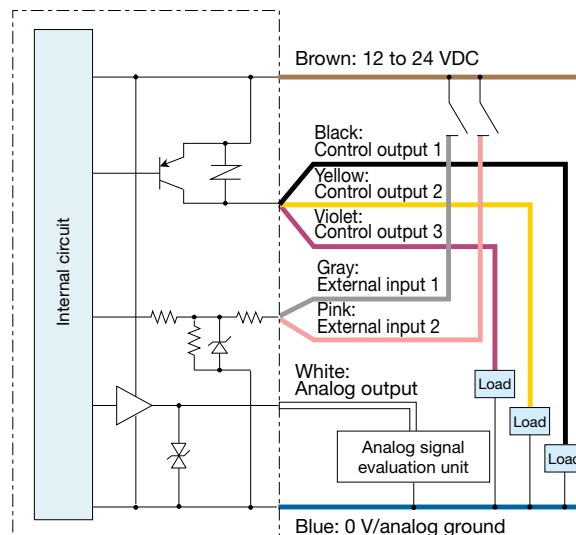 Brown: 12 to 24 VDC
Black:
Control output 1
Yellow:
Control output 2
Violet:
Control output 3
Gray:
External input 1
Pink:
External input 2
White:
Analog output
Internal circuit
Load
Load
Load
Analog signal
evaluation unit
Blue: 0 V/analog ground